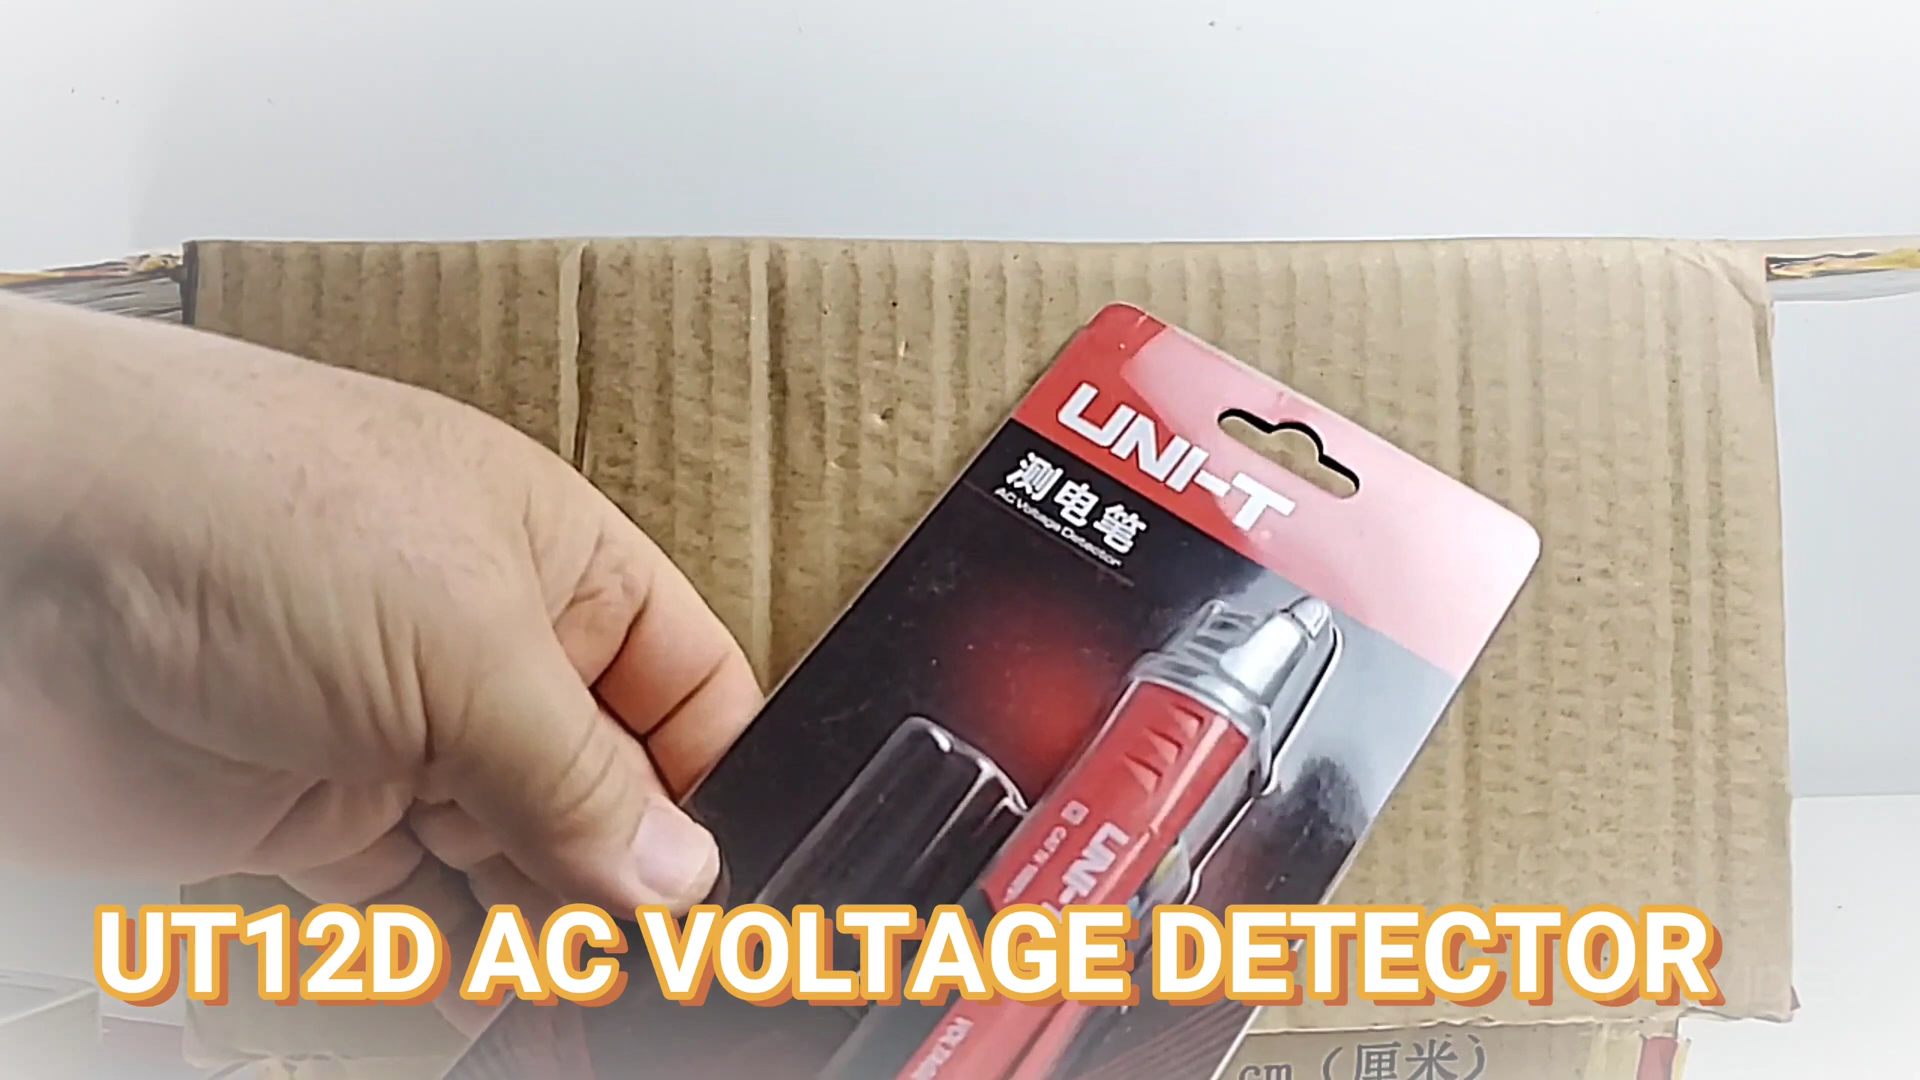 UNI-T
测电笔
AC Voltage Detector
UNI-T
UT12D AC VOLTAGE DETECTOR
cm（厘米）